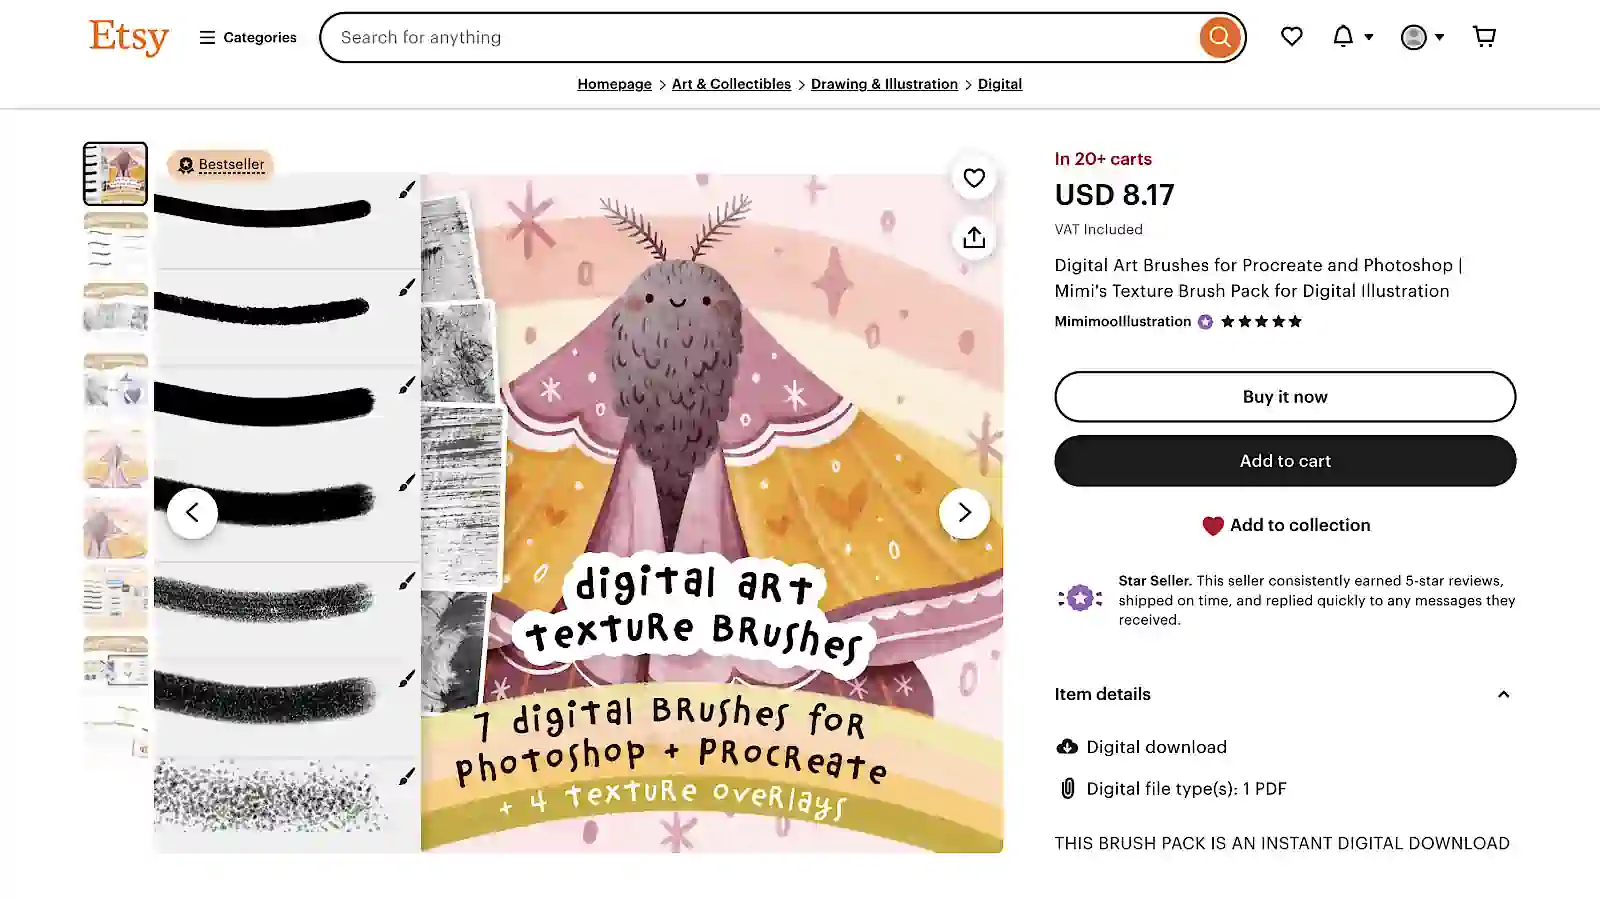 Etsy
Categories
Search for anything
Homepage > Art & Collectibles > Drawing & Illustration > Digital
Bestseller
digital art
texture brushes
7 digital brushes for
photoshop + procreate
+ 4 texture overlays
In 20+ carts
USD 8.17
VAT Included
Digital Art Brushes for Procreate and Photoshop |
Mimi's Texture Brush Pack for Digital Illustration
MimimooIllustration
Buy it now
Add to cart
Add to collection
Star Seller. This seller consistently earned 5-star reviews,
shipped on time, and replied quickly to any messages they
received.
Item details
Digital download
Digital file type(s): 1 PDF
THIS BRUSH PACK IS AN INSTANT DIGITAL DOWNLOAD